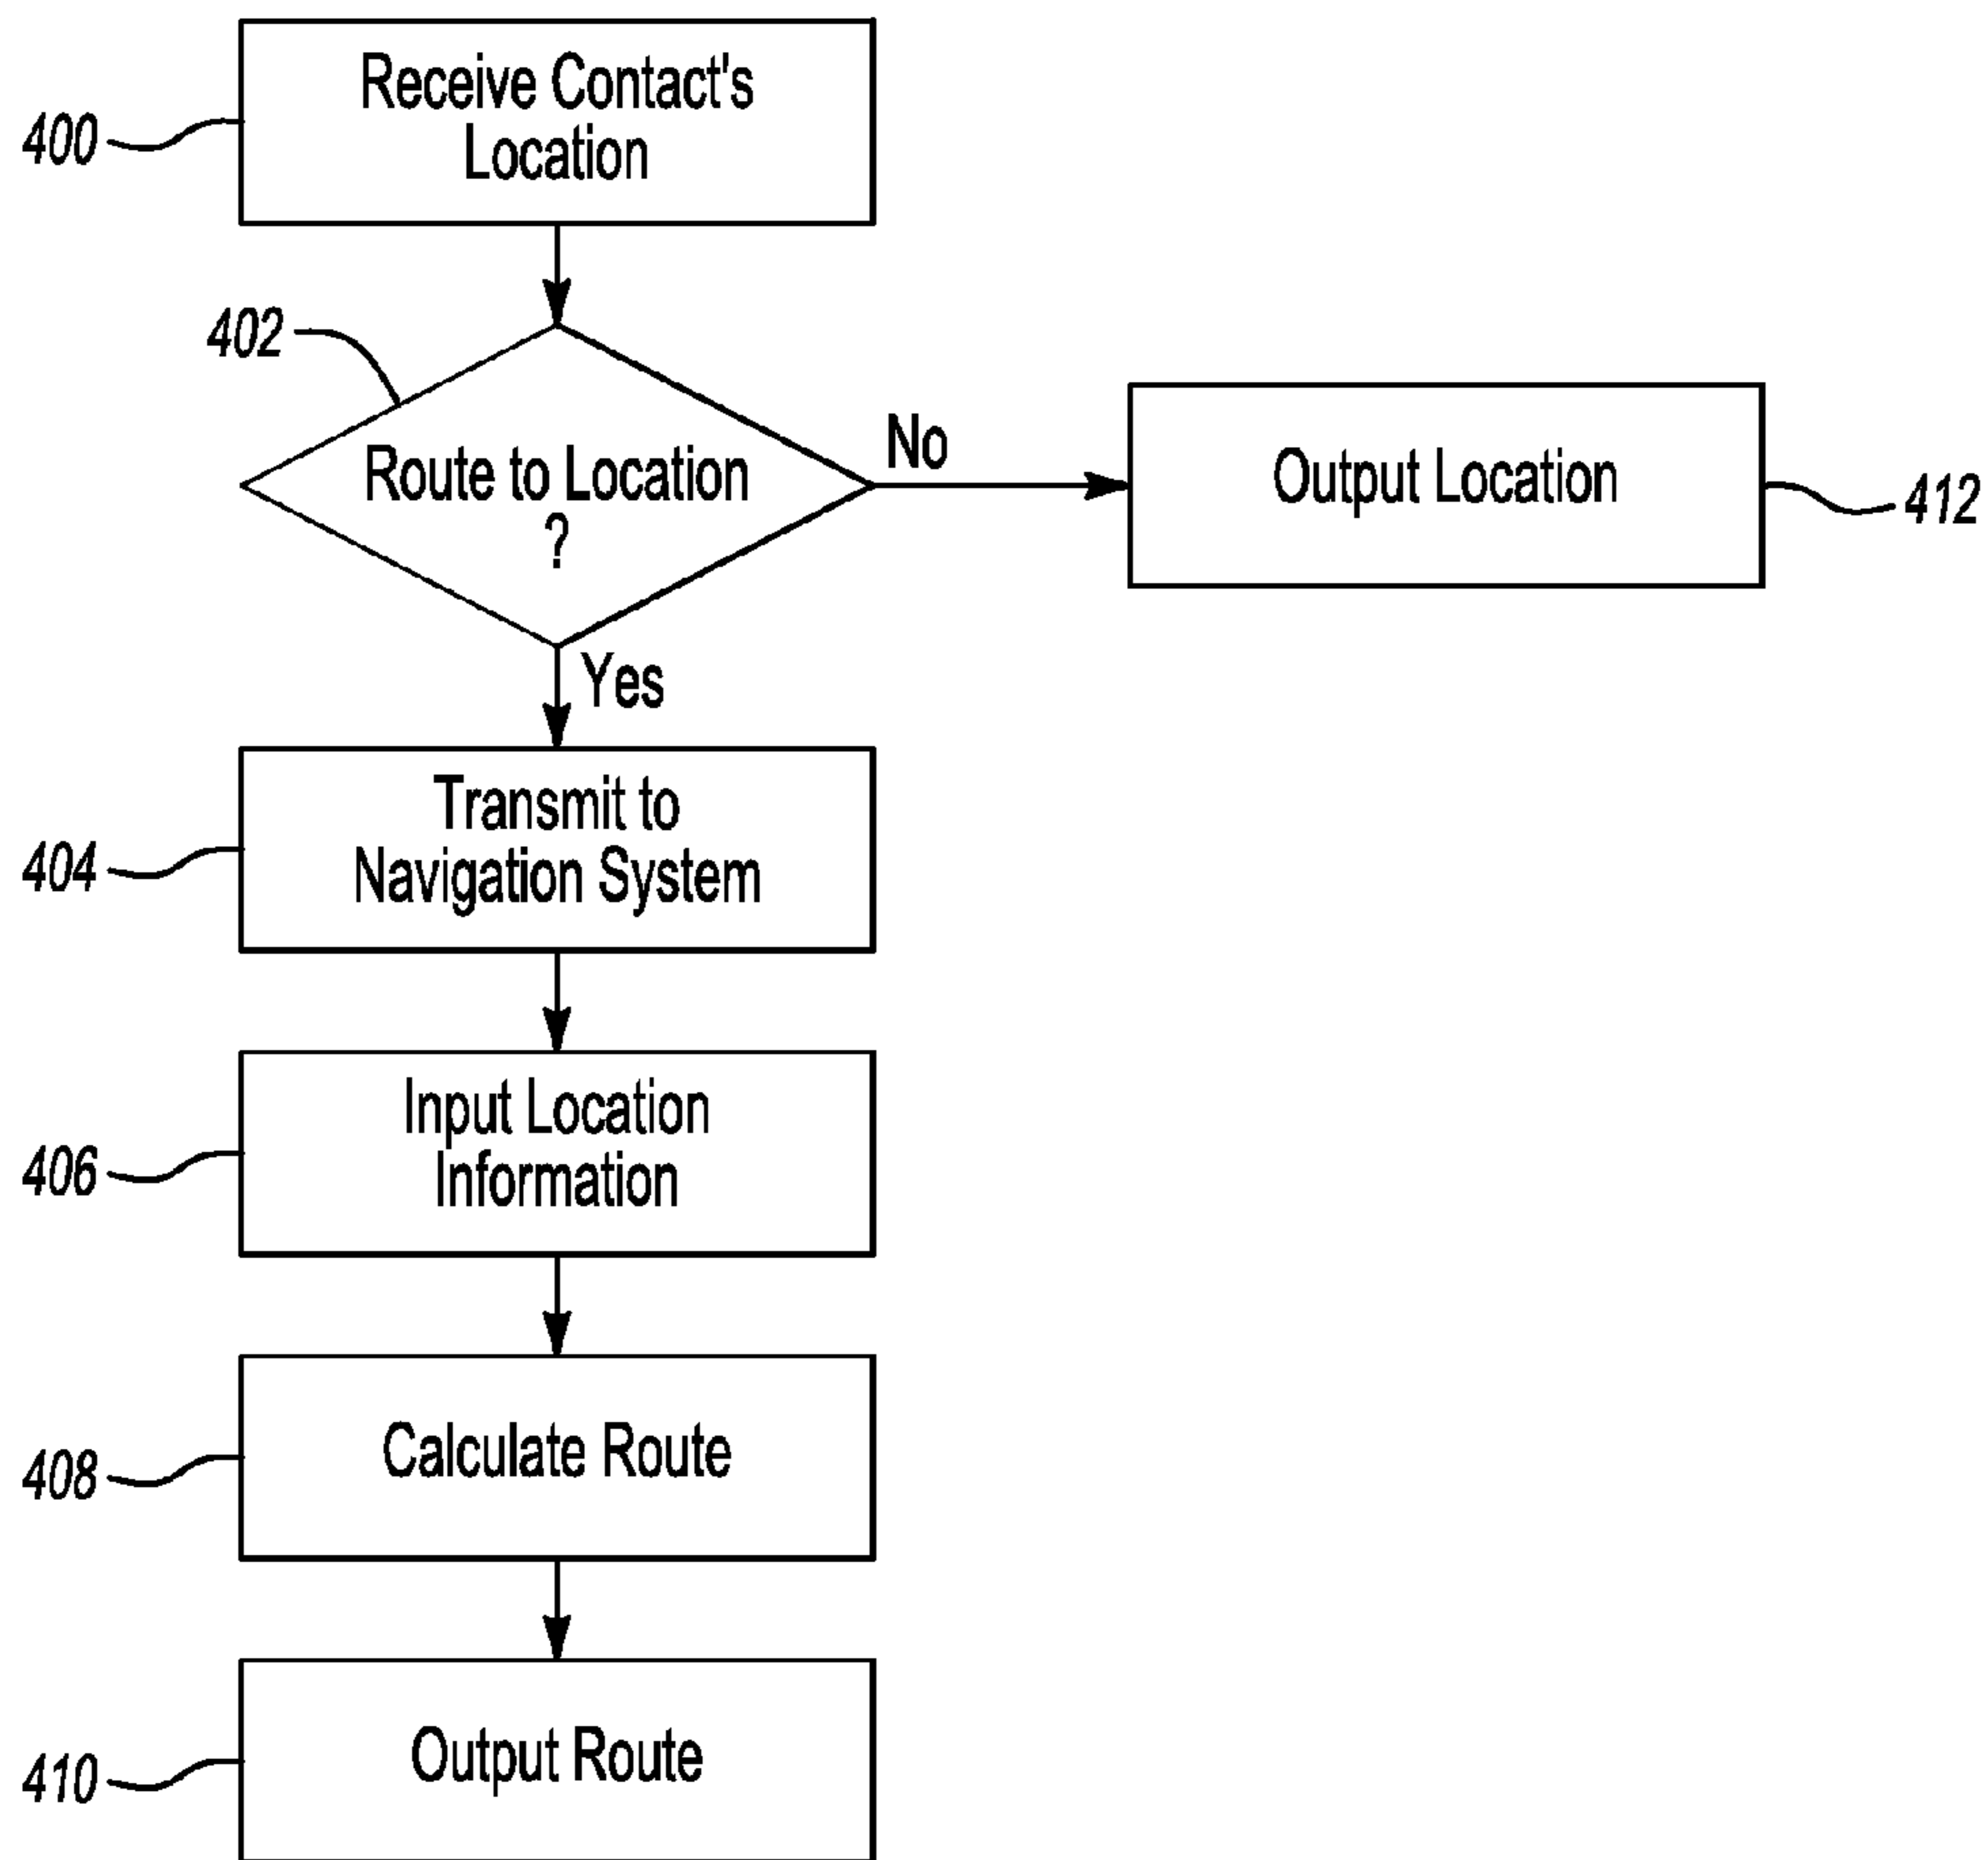 Receive Contact's
Location
400
402
Route to Location
?
No
Output Location
412
Yes
Transmit to
Navigation System
404
Input Location
Information
406
Calculate Route
408
Output Route
410